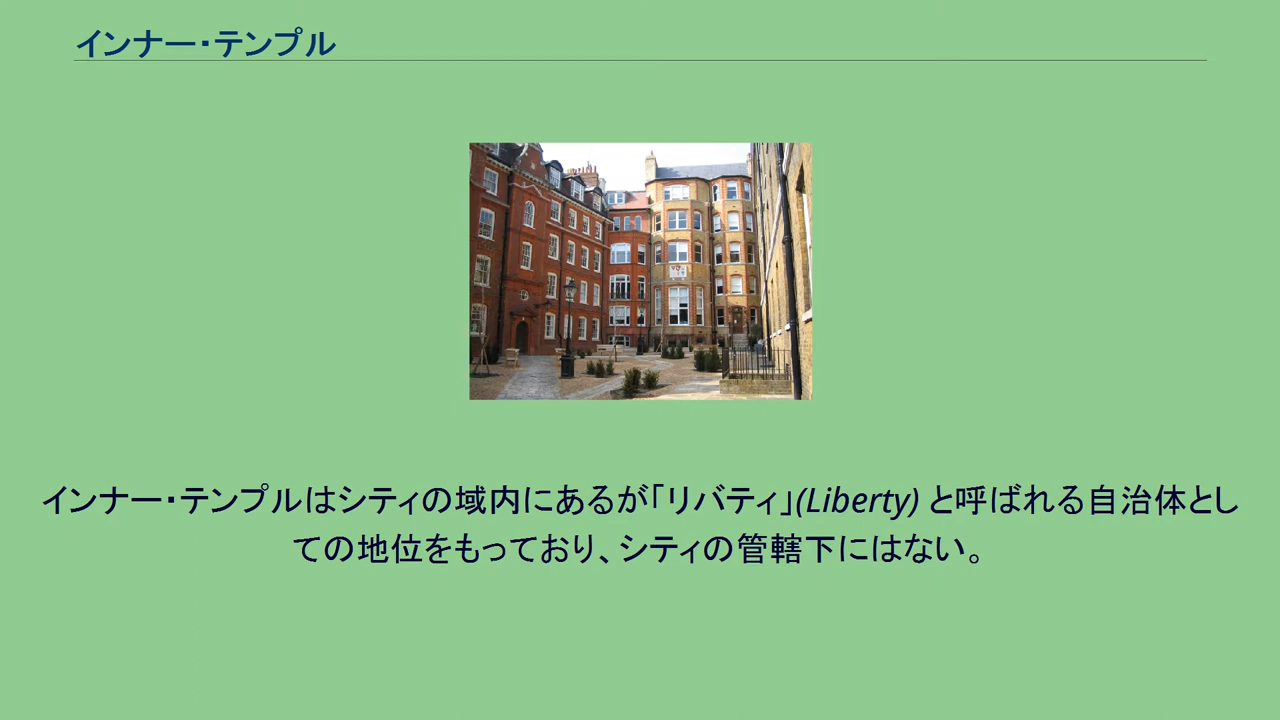 インナー・テンプル
インナー・テンプルはシティの域内にあるが「リバティ」(Liberty) と呼ばれる自治体とし
ての地位をもっており、シティの管轄下にはない。